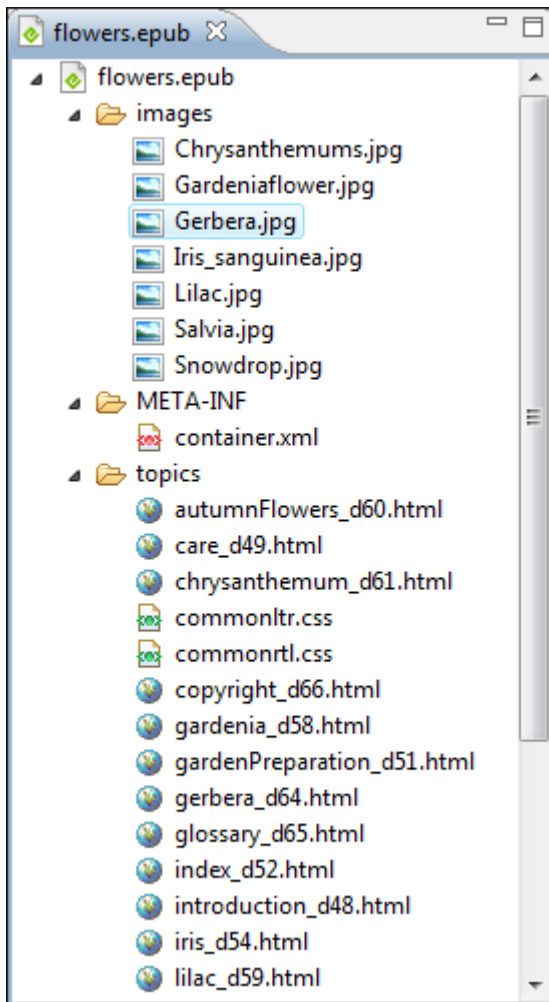 flowers.epub
flowers.epub
images
Chrysanthemums.jpg
Gardeniaflower.jpg
Gerbera.jpg
Iris_sanguinea.jpg
Lilac.jpg
Salvia.jpg
Snowdrop.jpg
META-INF
container.xml
topics
autumnFlowers_d60.html
care_d49.html
chrysanthemum_d61.html
commonltr.css
commonrtl.css
copyright_d66.html
gardenia_d58.html
gardenPreparation_d51.html
gerbera_d64.html
glossary_d65.html
index_d52.html
introduction_d48.html
iris_d54.html
lilac_d59.html